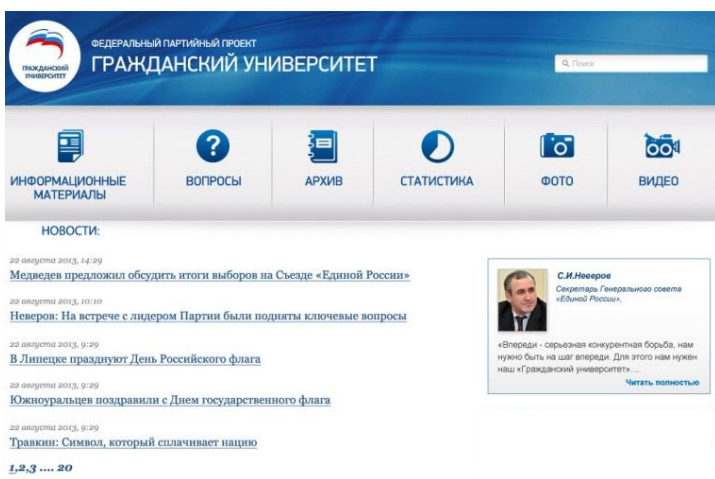 ФЕДЕРАЛЬНЫЙ ПАРТИЙНЫЙ ПРОЕКТ
ГРАЖДАНСКИЙ УНИВЕРСИТЕТ
ГРАЖДАНСКИЙ
УНИВЕРСИТЕТ
Поиск
ИНФОРМАЦИОННЫЕ
МАТЕРИАЛЫ
ВОПРОСЫ
АРХИВ
СТАТИСТИКА
ФОТО
ВИДЕО
НОВОСТИ:
22 августа 2013, 14:29
Медведев предложил обсудить итоги выборов на Съезде «Единой России»
22 августа 2013, 10:10
Неверов: На встрече с лидером Партии были подняты ключевые вопросы
22 августа 2013, 9:29
В Липецке празднуют День Российского флага
22 августа 2013, 9:29
Южноуральцев поздравили с Днем государственного флага
22 августа 2013, 9:29
Травкин: Символ, который сплачивает нацию
1,2,3 .... 20
С.И.Неверов
Секретарь Генерального совета
«Единой России».
«Впереди - серьезная конкурентная борьба, нам
нужно быть на шаг впереди. Для этого нам нужен
наш «Гражданский университет»....
Читать полностью